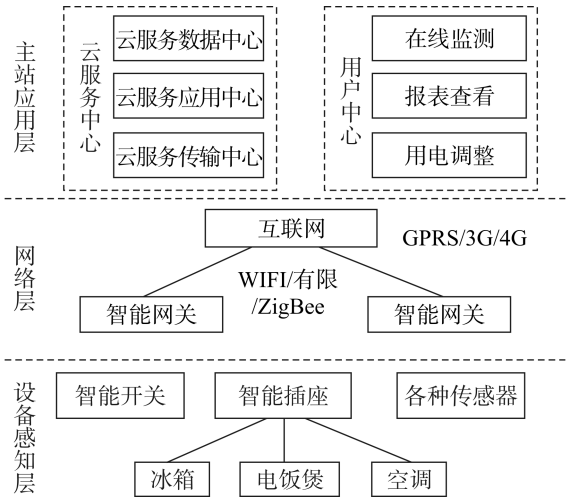 主站应用层
云服务中心
云服务数据中心
云服务应用中心
云服务传输中心
用户中心
在线监测
报表查看
用电调整
网络层
互联网
GPRS/3G/4G
WIFI/有限
/ZigBee
智能网关
智能网关
设备感知层
智能开关
智能插座
各种传感器
冰箱
电饭煲
空调